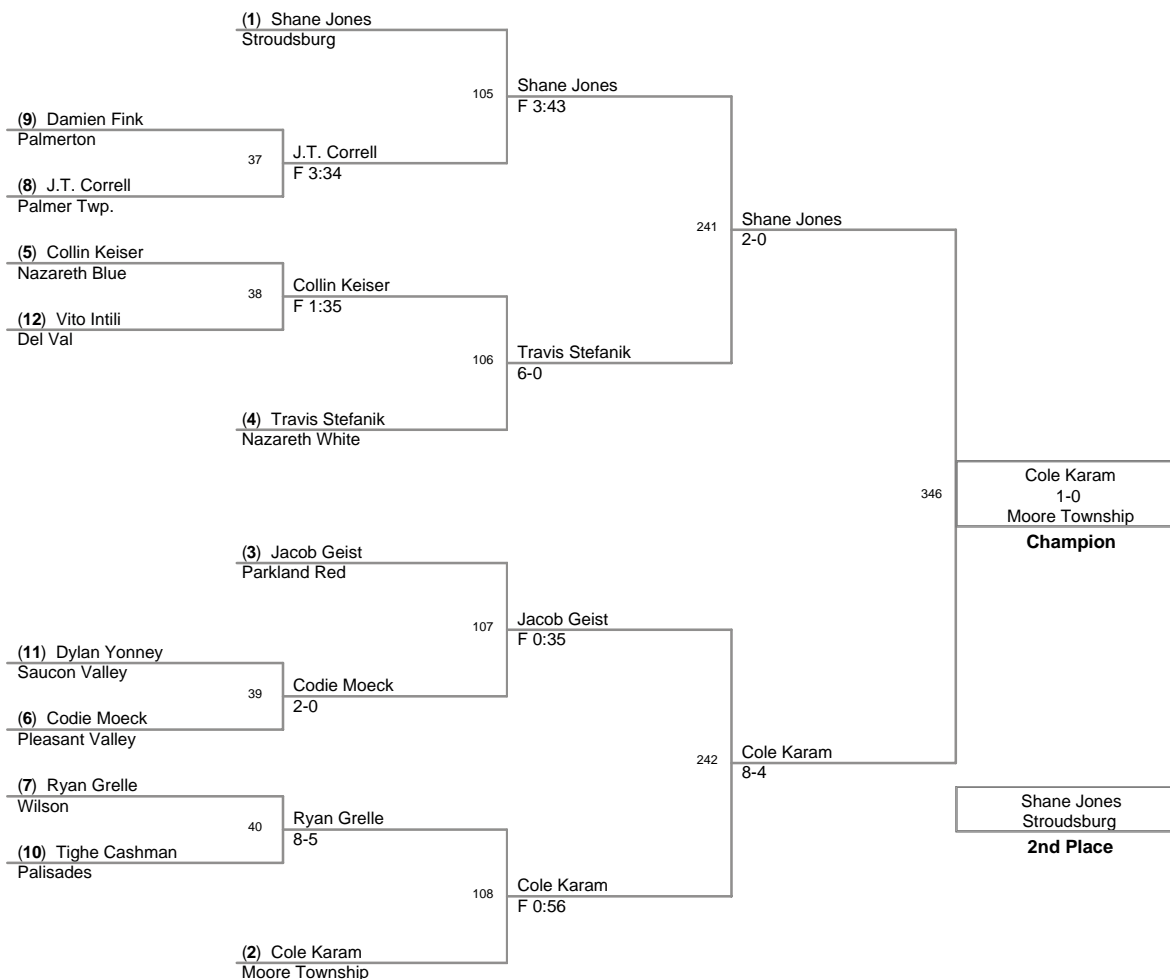 (1) Shane Jones
Stroudsburg
105
Shane Jones
F 3:43
(9) Damien Fink
Palmerton
37
J.T. Correll
F 3:34
(8) J.T. Correll
Palmer Twp.
241
Shane Jones
2-0
(5) Collin Keiser
Nazareth Blue
38
Collin Keiser
F 1:35
(12) Vito Intili
Del Val
106
Travis Stefanik
6-0
(4) Travis Stefanik
Nazareth White
346
Cole Karam
1-0
Moore Township
Champion
(3) Jacob Geist
Parkland Red
107
Jacob Geist
F 0:35
(11) Dylan Yonney
Saucon Valley
39
Codie Moeck
2-0
(6) Codie Moeck
Pleasant Valley
242
Cole Karam
8-4
(7) Ryan Grelle
Wilson
40
Ryan Grelle
8-5
(10) Tighe Cashman
Palisades
108
Cole Karam
F 0:56
(2) Cole Karam
Moore Township
Shane Jones
Stroudsburg
2nd Place